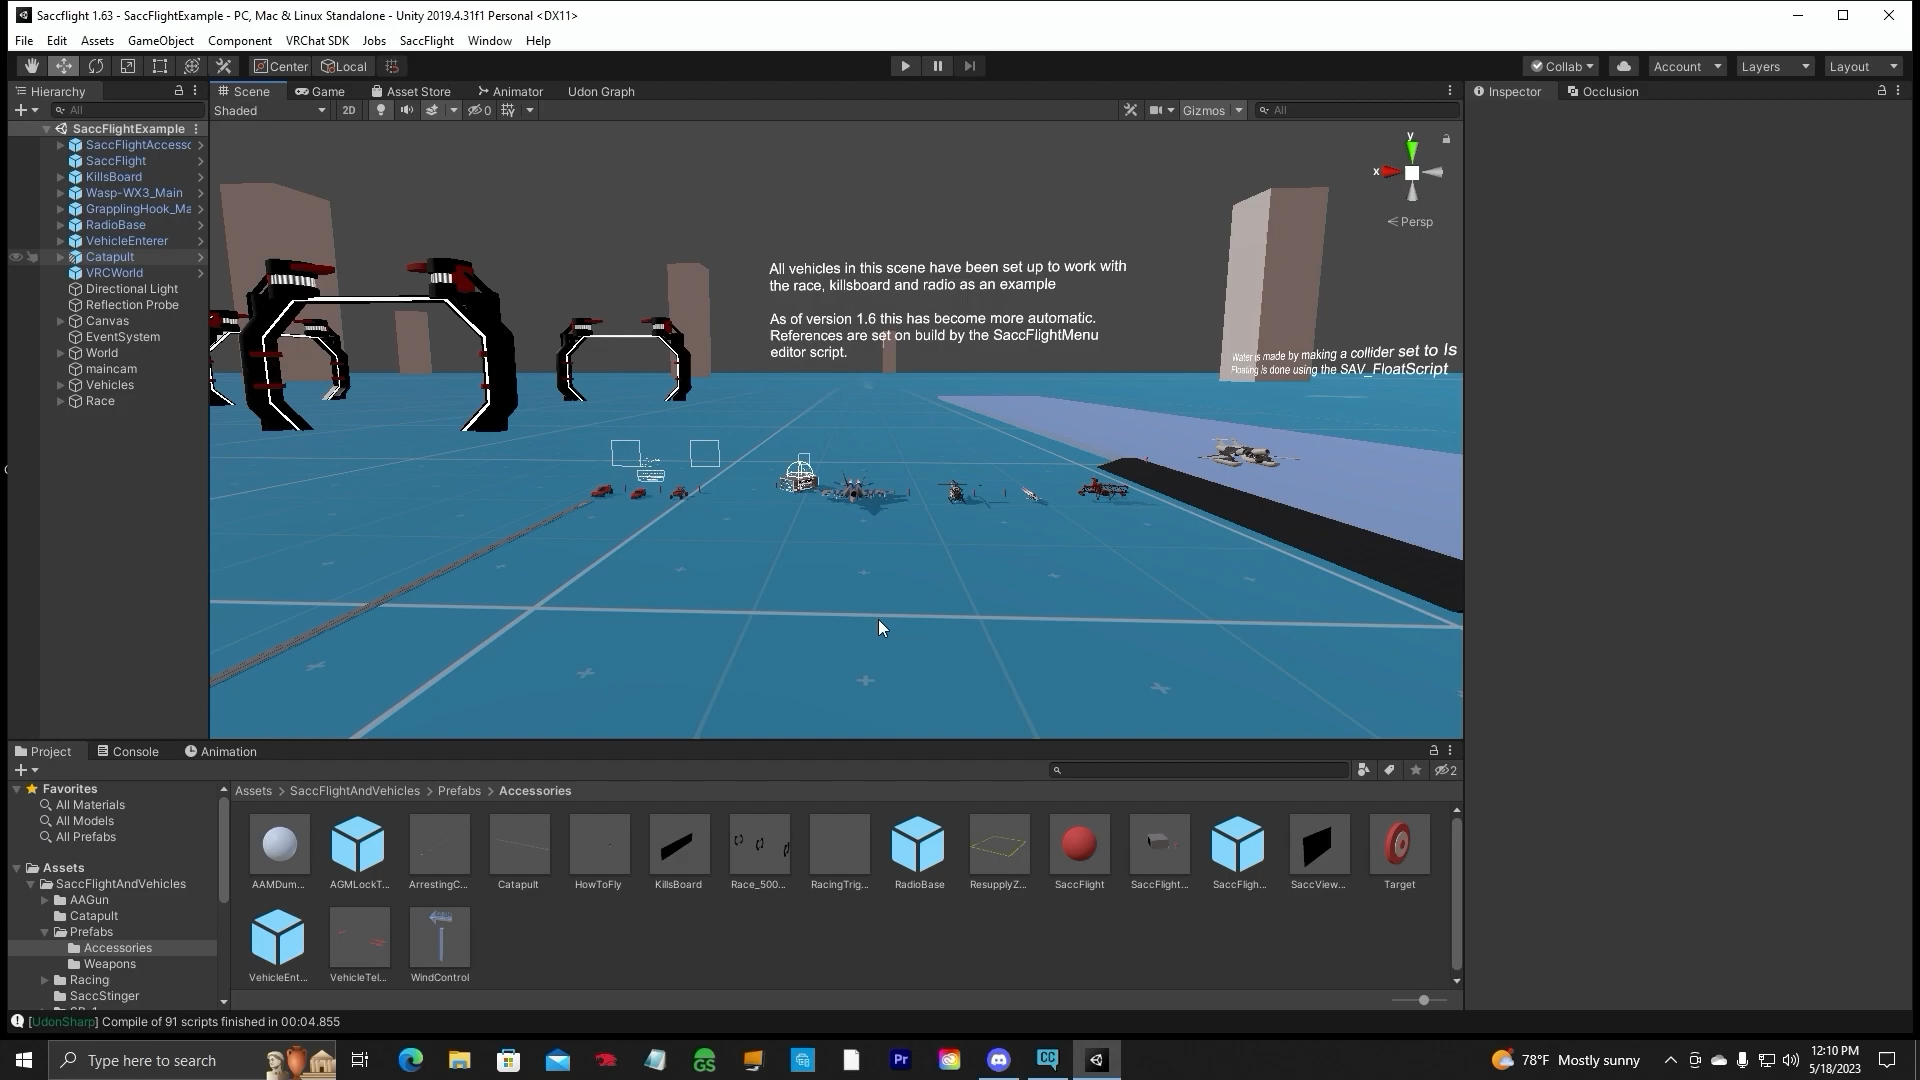 Saccflight 1.63 - SaccFlightExample - PC, Mac & Linux Standalone - Unity 2019.4.31f1 Personal <DX11>
File Edit Assets GameObject Component VRChat SDK Jobs SaccFlight Window Help
Center Local Collab Account Layers Layout
Hierarchy
All
SaccFlightExample
SaccFlightAccesso
SaccFlight
KillsBoard
Wasp-WX3_Main
GrapplingHook_Ma
RadioBase
VehicleEnterer
Catapult
VRCWorld
Directional Light
Reflection Probe
Canvas
EventSystem
World
maincam
Vehicles
Race
Scene Game Asset Store Animator Udon Graph
Shaded 2D 0 Gizmos All
y
x
Persp
All vehicles in this scene have been set up to work with
the race, killsboard and radio as an example
As of version 1.6 this has become more automatic.
References are set on build by the SaccFlightMenu
editor script.
Water is made by making a collider set to Is
Floating is done using the SAV_FloatScript
Inspector Occlusion
Project Console Animation
2
Favorites
All Materials
All Models
All Prefabs
Assets
SaccFlightAndVehicles
AAGun
Catapult
Prefabs
Accessories
Weapons
Racing
SaccStinger
Assets > SaccFlightAndVehicles > Prefabs > Accessories
AAMDum... AGMLockT... ArrestingC... Catapult HowToFly KillsBoard Race_500... RacingTrig... RadioBase ResupplyZ... SaccFlight SaccFlight... SaccFligh... SaccView... Target
VehicleEnt... VehicleTel... WindControl
[UdonSharp] Compile of 91 scripts finished in 00:04.855
Type here to search
GS
Pr
CC
78°F Mostly sunny
12:10 PM
5/18/2023